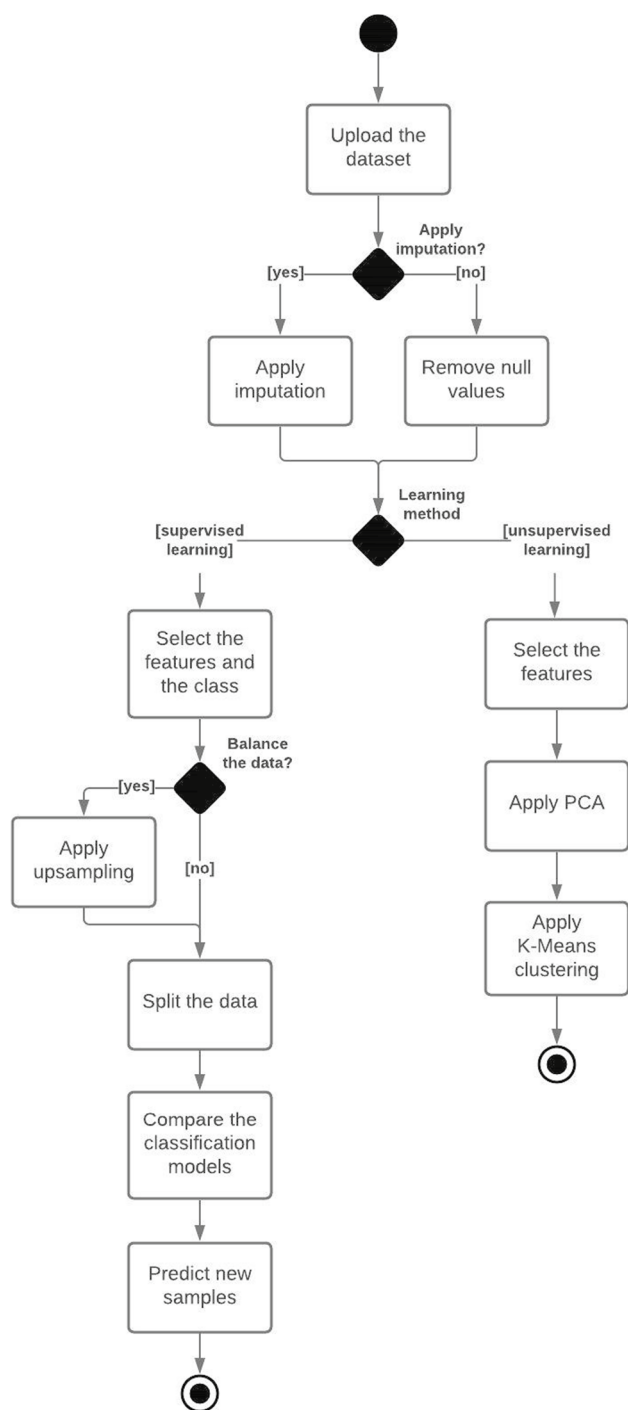 Upload the
dataset
Apply
imputation?
[yes]
[no]
Apply
imputation
Remove null
values
Learning
method
[supervised
learning]
[unsupervised
learning]
Select the
features and
the class
Select the
features
Balance
the data?
[yes]
Apply PCA
Apply
upsampling
[no]
Apply
K-Means
clustering
Split the data
Compare the
classification
models
Predict new
samples